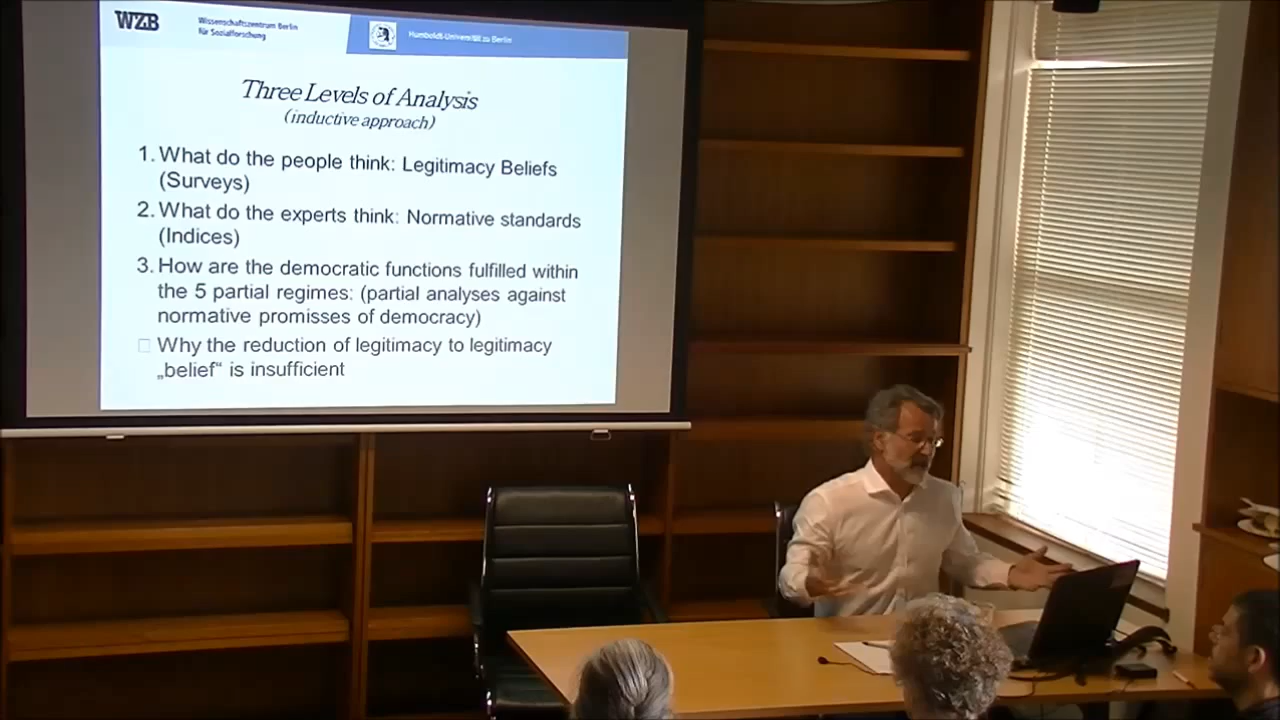 WZB
Wissenschaftszentrum Berlin
für Sozialforschung
Humboldt-Universität zu Berlin
Three Levels of Analysis
(inductive approach)
1. What do the people think: Legitimacy Beliefs
(Surveys)
2. What do the experts think: Normative standards
(Indices)
3. How are the democratic functions fulfilled within
the 5 partial regimes: (partial analyses against
normative promisses of democracy)
□ Why the reduction of legitimacy to legitimacy
„belief“ is insufficient